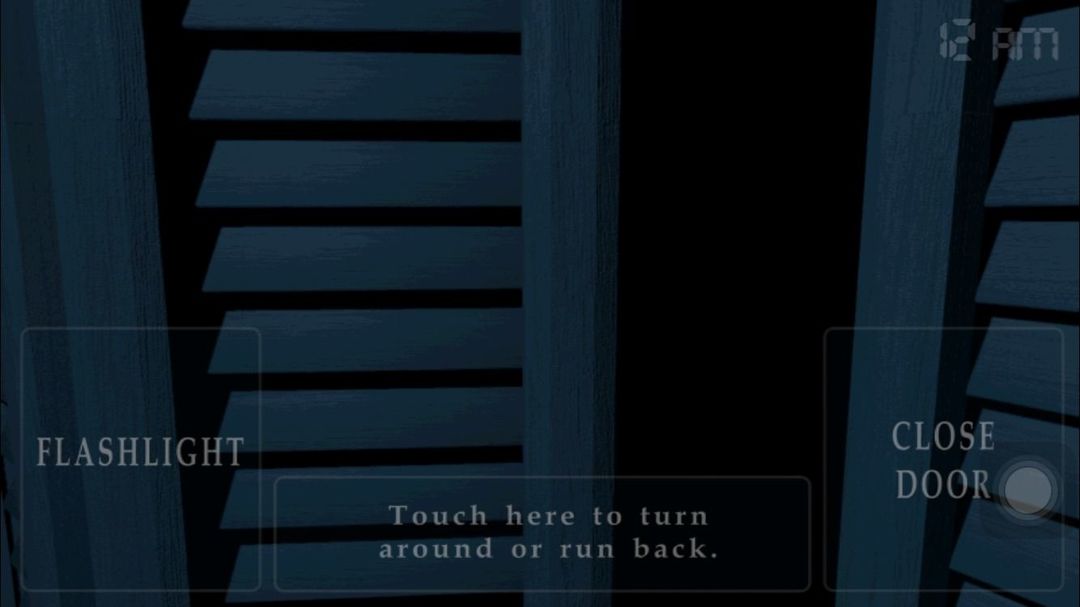 12 AM
FLASHLIGHT
CLOSE
DOOR
Touch here to turn
around or run back.